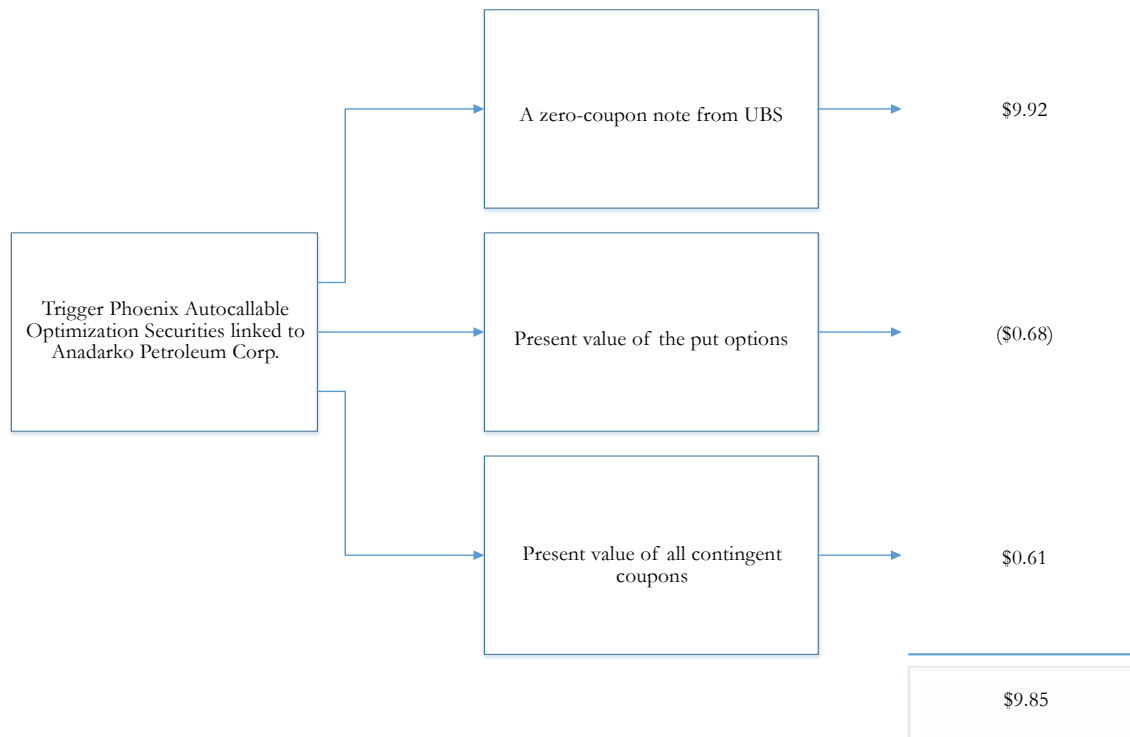 A zero-coupon note from UBS
$9.92
Trigger Phoenix Autocallable
Optimization Securities linked to
Anadarko Petroleum Corp.
Present value of the put options
($0.68)
Present value of all contingent
coupons
$0.61
$9.85